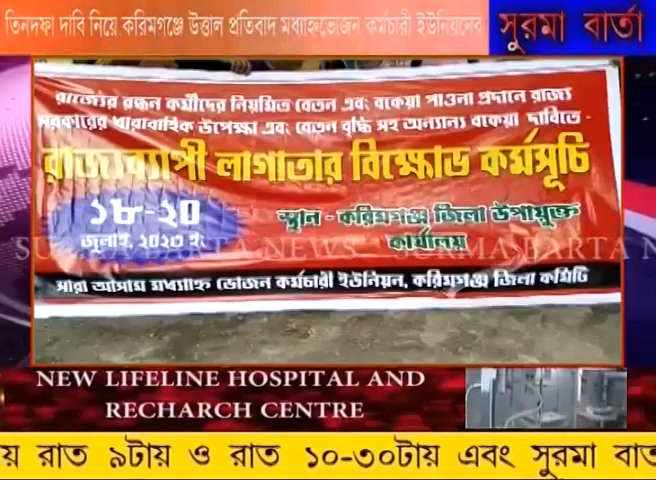 তিনদফা দাবি নিয়ে করিমগঞ্জে উত্তাল প্রতিবাদ মধ্যাহ্নভোজন কর্মচারী ইউনিয়নের
সুরমা বার্তা
রাজ্যের রন্ধন কর্মীদের নিয়মিত বেতন এবং বকেয়া পাওনা প্রদানে রাজ্য
সরকারের ধারাবাহিক উপেক্ষা এবং বেতন বৃদ্ধি সহ অন্যান্য বকেয়া দাবিতে -
রাজ্যব্যাপী লাগাতার বিক্ষোভ কর্মসূচি
১৮-২০
জুলাই, ২০২৩ ইং
স্থান - করিমগঞ্জ জিলা উপায়ুক্ত
কার্যালয়
SURMA BARTA NEWS SURMA BARTA
সারা আসাম মধ্যাহ্ন ভোজন কর্মচারী ইউনিয়ন, করিমগঞ্জ জিলা কমিটি
NEW LIFELINE HOSPITAL AND
RECHARCH CENTRE
য় রাত ৯টায় ও রাত ১০-৩০টায় এবং সুরমা বার্ত